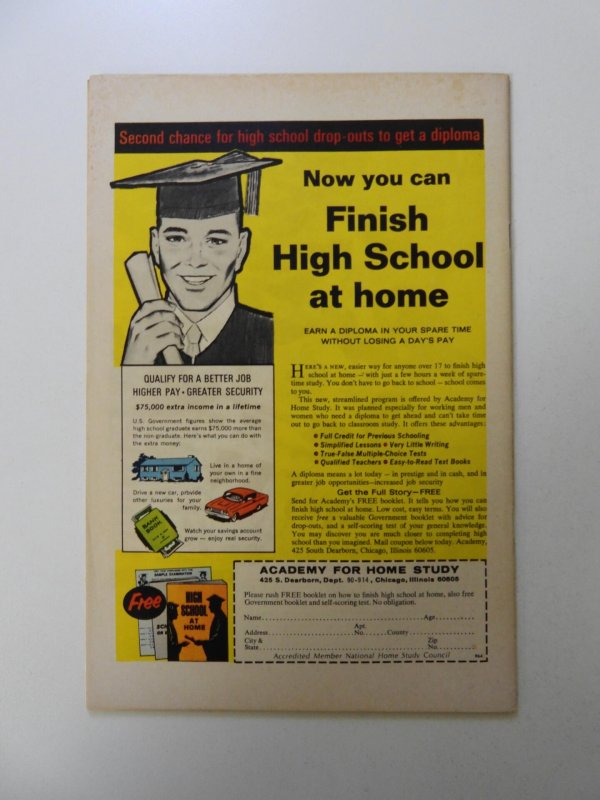 Second chance for high school drop-outs to get a diploma
Now you can
Finish
High School
at home
EARN A DIPLOMA IN YOUR SPARE TIME
WITHOUT LOSING A DAY'S PAY
QUALIFY FOR A BETTER JOB
HIGHER PAY • GREATER SECURITY
$75,000 extra income in a lifetime
U.S. Government figures show the average
high school graduate earns $75,000 more than
the non-graduate. Here's what you can do with
the extra money:
Live in a home of
your own in a fine
neighborhood.
Drive a new car, provide
other luxuries for your
family.
BANK
BOOK
Watch your savings account
grow — enjoy real security.
HERE'S A NEW, easier way for anyone over 17 to finish high
school at home — with just a few hours a week of spare-
time study. You don't have to go back to school — school comes
to you.
This new, streamlined program is offered by Academy for
Home Study. It was planned especially for working men and
women who need a diploma to get ahead and can't take time
out to go back to classroom study. It offers these advantages:
• Full Credit for Previous Schooling
• Simplified Lessons • Very Little Writing
• True-False Multiple-Choice Tests
• Qualified Teachers • Easy-to-Read Text Books
A diploma means a lot today — in prestige and in cash, and in
greater job opportunities—increased job security
Get the Full Story—FREE
Send for Academy's FREE booklet. It tells you how you can
finish high school at home. Low cost, easy terms. You will also
receive free a valuable Government booklet with advice for
drop-outs, and a self-scoring test of your general knowledge.
You may discover you are much closer to completing high
school than you imagined. Mail coupon below today. Academy,
425 South Dearborn, Chicago, Illinois 60605.
SAMPLE EXAMINATION
Free
HIGH
SCHOOL
AT
HOME
ACADEMY FOR HOME STUDY
425 S. Dearborn, Dept. 90-914, Chicago, Illinois 60605
Please rush FREE booklet on how to finish high school at home, also free
Government booklet and self-scoring test. No obligation.
Name Age
Apt.
Address No. County
City & Zip
State No.
Accredited Member National Home Study Council